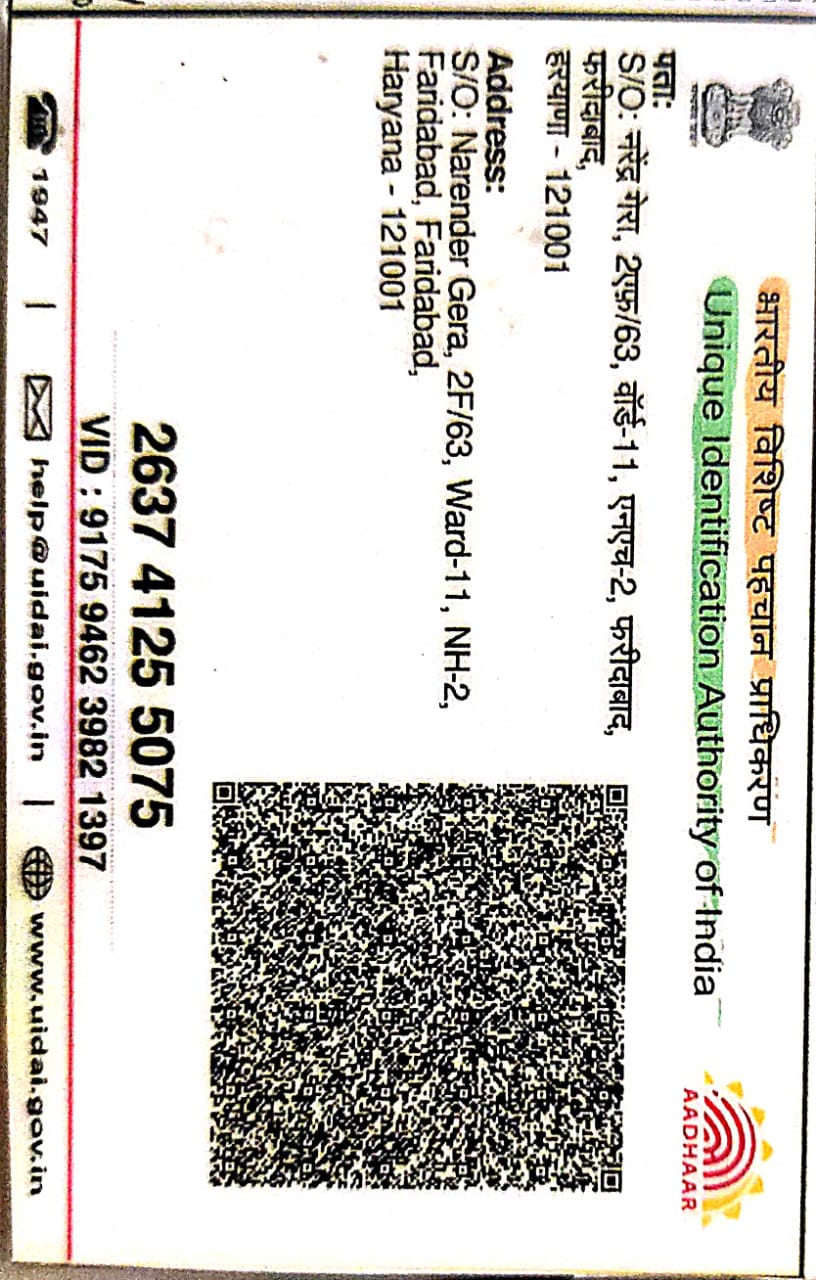 भारतीय विशिष्ट पहचान प्राधिकरण
Unique Identification Authority of India
AADHAAR
पता:
S/O: नरेंद्र गेरा, 2एफ़/63, वॉर्ड-11, एनएच-2, फरीदाबाद,
फरीदाबाद,
हरयाणा - 121001
Address:
S/O: Narender Gera, 2F/63, Ward-11, NH-2,
Faridabad, Faridabad,
Haryana - 121001
2637 4125 5075
VID : 9175 9462 3982 1397
1947 | help@uidai.gov.in | www.uidai.gov.in